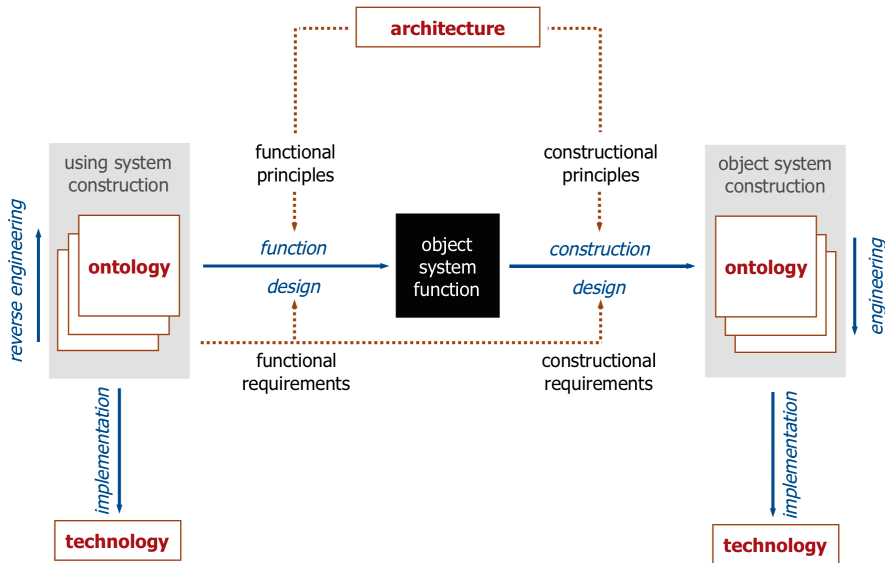 architecture
using system
construction
functional
principles
constructional
principles
object system
construction
reverse engineering
ontology
function
design
object
system
function
construction
design
ontology
engineering
functional
requirements
constructional
requirements
implementation
implementation
technology
technology